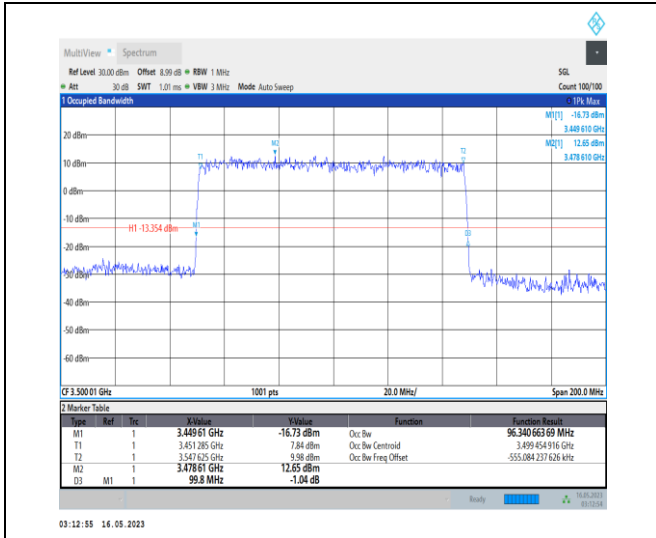 MultiView Spectrum
Ref Level 30.00 dBm Offset 8.99 dB RBW 1 MHz SGL
Att 30 dB SWT 1.01 ms VBW 3 MHz Mode Auto Sweep Count 100/100
1 Occupied Bandwidth 1Pk Max
M1[1] -16.73 dBm
3.449 610 GHz
M2[1] 12.65 dBm
3.478 610 GHz
20 dBm
M2
T1
T2
10 dBm
0 dBm
-10 dBm
M1
H1 -13.354 dBm
D3
-20 dBm
-30 dBm
-40 dBm
-50 dBm
-60 dBm
CF 3.500 01 GHz 1001 pts 20.0 MHz/ Span 200.0 MHz
2 Marker Table
Type Ref Trc X-Value Y-Value Function Function Result
M1 1 3.449 61 GHz -16.73 dBm Occ Bw 96.340 663 69 MHz
T1 1 3.451 285 GHz 7.84 dBm Occ Bw Centroid 3.499 454 916 GHz
T2 1 3.547 625 GHz 9.98 dBm Occ Bw Freq Offset -555.084 237 626 kHz
M2 1 3.478 61 GHz 12.65 dBm
D3 M1 1 99.8 MHz -1.04 dB
Ready 16.05.2023
03:12:54
03:12:55 16.05.2023